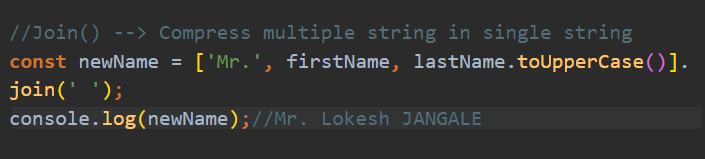 //Join() --> Compress multiple string in single string
const newName = ['Mr.', firstName, lastName.toUpperCase()].
join(' ');
console.log(newName);//Mr. Lokesh JANGALE